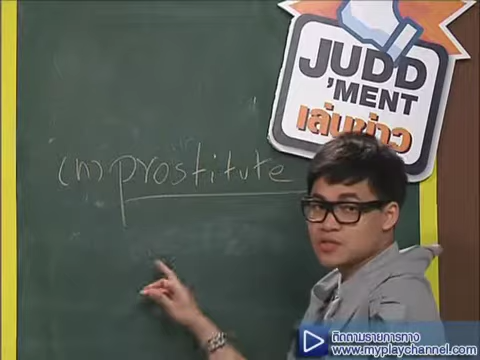 JUDD
'MENT
เล่นข่าว
(n) prostitute
ติดตามรายการทาง
www.myplaychannel.com